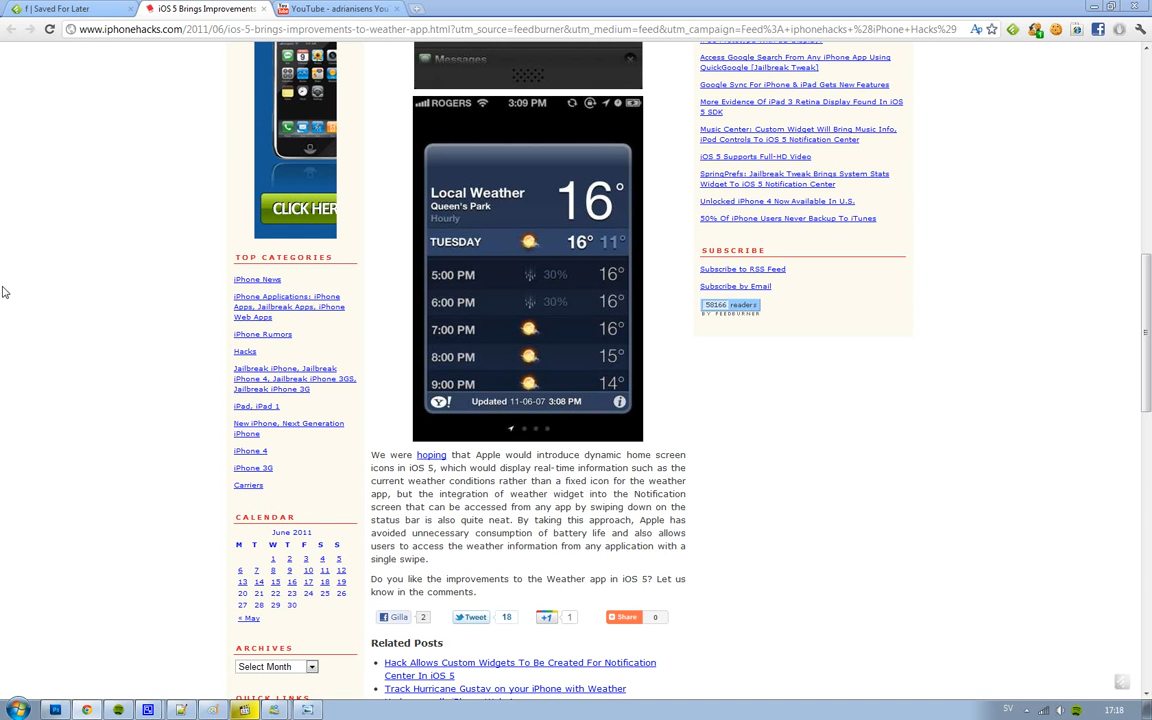 f | Saved For Later
iOS 5 Brings Improvements
YouTube - adrianisens You
www.iphonehacks.com/2011/06/ios-5-brings-improvements-to-weather-app.html?utm_source=feedburner&utm_medium=feed&utm_campaign=Feed%3A+iphonehacks+%28iPhone+Hacks%29
CLICK HER
TOP CATEGORIES
iPhone News
iPhone Applications: iPhone
Apps, Jailbreak Apps, iPhone
Web Apps
iPhone Rumors
Hacks
Jailbreak iPhone, Jailbreak
iPhone 4, Jailbreak iPhone 3GS,
Jailbreak iPhone 3G
iPad, iPad 1
New iPhone, Next Generation
iPhone
iPhone 4
iPhone 3G
Carriers
CALENDAR
June 2011
M T W T F S S
1 2 3 4 5
6 7 8 9 10 11 12
13 14 15 16 17 18 19
20 21 22 23 24 25 26
27 28 29 30
« May
ARCHIVES
Select Month
QUICK LINKS
Messages
ROGERS 3:09 PM
Local Weather
Queen's Park
Hourly
16°
TUESDAY 16° 11°
5:00 PM 30% 16°
6:00 PM 30% 16°
7:00 PM 16°
8:00 PM 15°
9:00 PM 14°
Y! Updated 11-06-07 3:08 PM
We were hoping that Apple would introduce dynamic home screen
icons in iOS 5, which would display real-time information such as the
current weather conditions rather than a fixed icon for the weather
app, but the integration of weather widget into the Notification
screen that can be accessed from any app by swiping down on the
status bar is also quite neat. By taking this approach, Apple has
avoided unnecessary consumption of battery life and also allows
users to access the weather information from any application with a
single swipe.
Do you like the improvements to the Weather app in iOS 5? Let us
know in the comments.
Gilla 2 Tweet 18 +1 1 Share 0
Related Posts
Hack Allows Custom Widgets To Be Created For Notification
Center In iOS 5
Track Hurricane Gustav on your iPhone with Weather
Access Google Search From Any iPhone App Using
QuickGoogle [Jailbreak Tweak]
Google Sync For iPhone & iPad Gets New Features
More Evidence Of iPad 3 Retina Display Found In iOS
5 SDK
Music Center: Custom Widget Will Bring Music Info,
iPod Controls To iOS 5 Notification Center
iOS 5 Supports Full-HD Video
SpringPrefs: Jailbreak Tweak Brings System Stats
Widget To iOS 5 Notification Center
Unlocked iPhone 4 Now Available In U.S.
50% Of iPhone Users Never Backup To iTunes
SUBSCRIBE
Subscribe to RSS Feed
Subscribe by Email
58166 readers
BY FEEDBURNER
SV 17:18